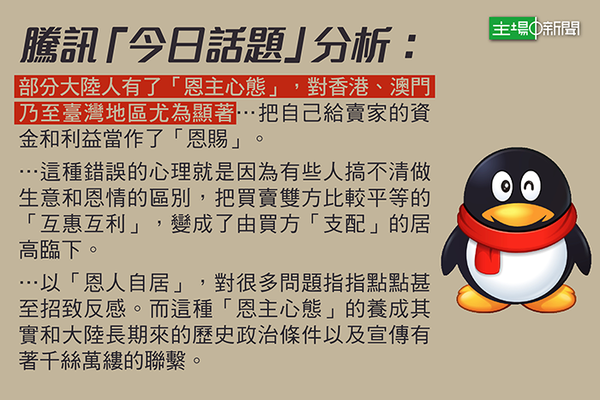 主場新聞
騰訊「今日話題」分析：
部分大陸人有了「恩主心態」，對香港、澳門
乃至臺灣地區尤為顯著…把自己給賣家的資
金和利益當作了「恩賜」。
…這種錯誤的心理就是因為有些人搞不清做
生意和恩情的區別，把買賣雙方比較平等的
「互惠互利」，變成了由買方「支配」的居
高臨下。
…以「恩人自居」，對很多問題指指點點甚
至招致反感。而這種「恩主心態」的養成其
實和大陸長期來的歷史政治條件以及宣傳有
著千絲萬縷的聯繫。